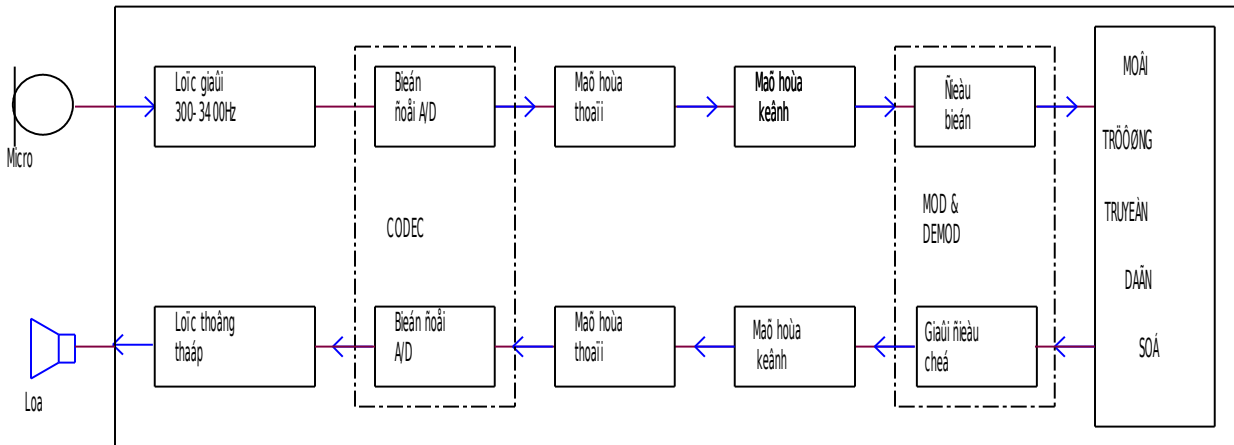 Loïc giaûi
300-3400Hz
Bieán
ñoåi A/D
Maõ hoùa
thoaïi
Maõ hoùa
keânh
Ñieàu
bieán
MOÂI
TRÖÔØNG
TRUYEÀN
DAÃN
SOÁ
Micro
CODEC
MOD &
DEMOD
Loïc thoâng
thaáp
Bieán ñoåi
A/D
Maõ hoùa
thoaïi
Maõ hoùa
keânh
Giaûi ñieàu
cheá
Loa